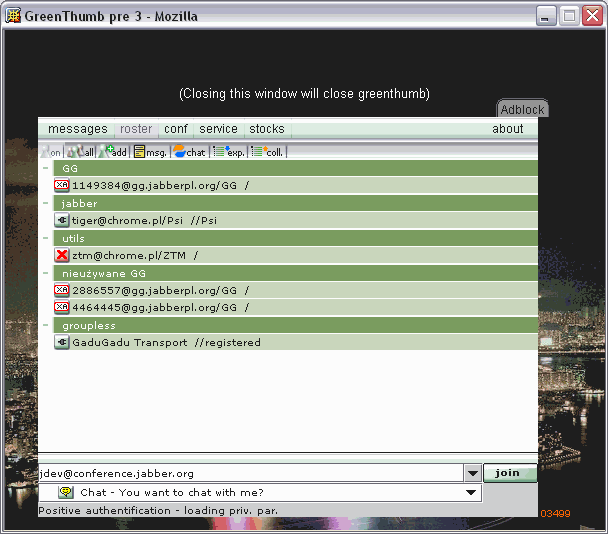 GreenThumb pre 3 - Mozilla
(Closing this window will close greenthumb)
Adblock
messages roster conf service stocks about
on all add msg. chat exp. coll.
GG
1149384@gg.jabberpl.org/GG /
jabber
tiger@chrome.pl/Psi //Psi
utils
ztm@chrome.pl/ZTM /
nieużywane GG
2886557@gg.jabberpl.org/GG /
4464445@gg.jabberpl.org/GG /
groupless
GaduGadu Transport //registered
jdev@conference.jabber.org join
Chat - You want to chat with me?
Positive authentification - loading priv. par.
03499